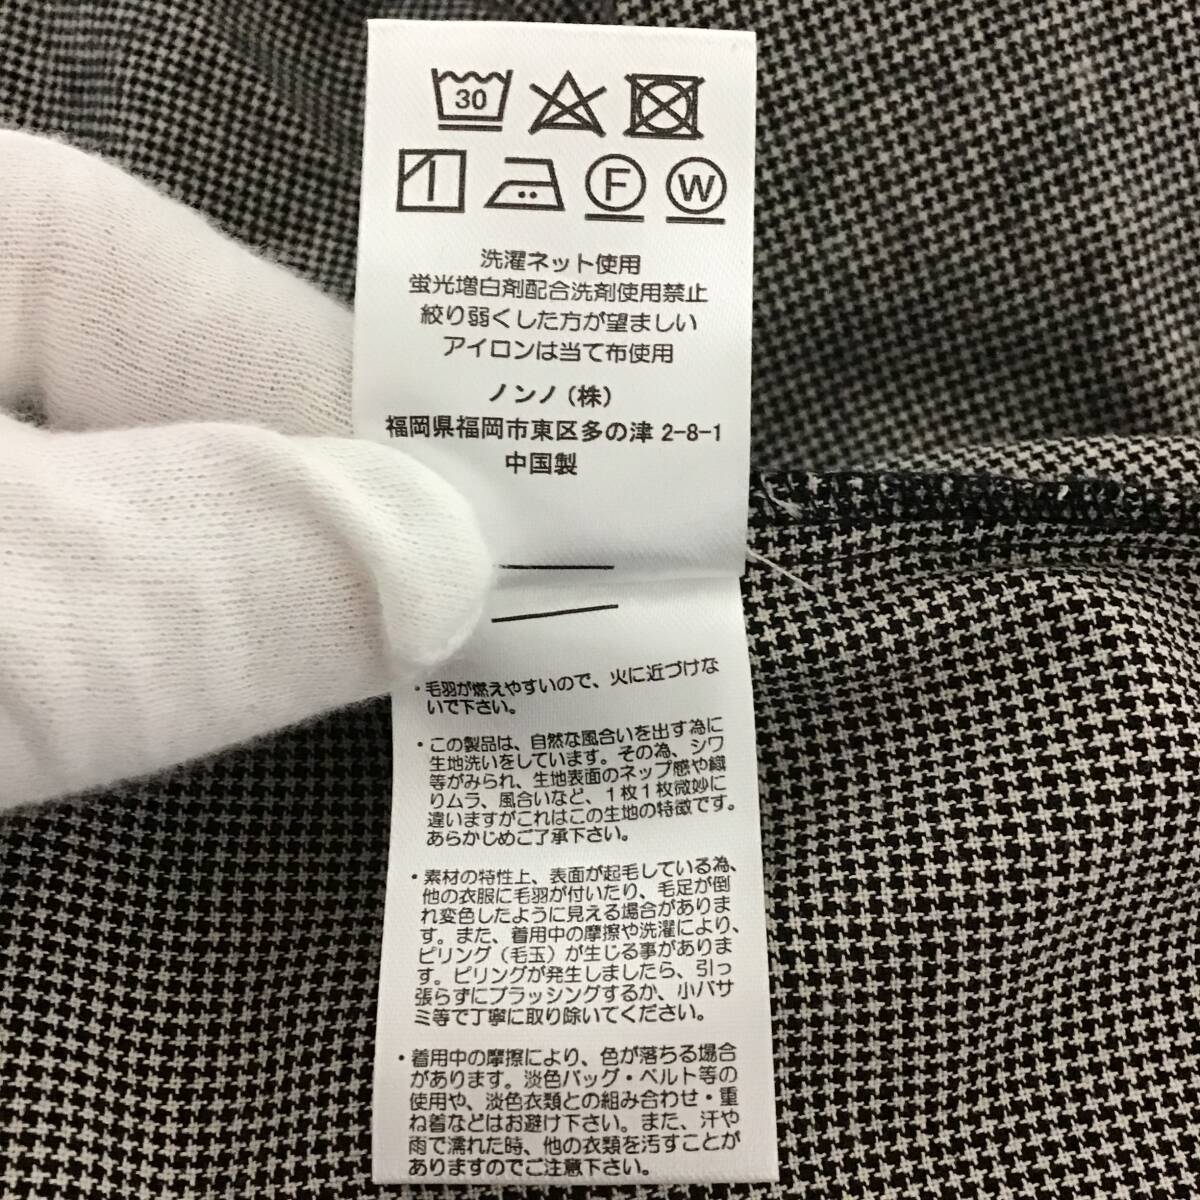 30
F W
洗濯ネット使用
蛍光増白剤配合洗剤使用禁止
絞り弱くした方が望ましい
アイロンは当て布使用
ノンノ(株)
福岡県福岡市東区多の津 2-8-1
中国製
・毛羽が燃えやすいので、火に近づけな
いで下さい。
・この製品は、自然な風合いを出す為に
生地洗いをしています。その為、シワ
等がみられ、生地表面のネップ感や織
りムラ、風合いなど、1枚1枚微妙に
違いますがこれはこの生地の特徴です。
あらかじめご了承下さい。
・素材の特性上、表面が起毛している為、
他の衣服に毛羽が付いたり、毛足が倒
れ変色したように見える場合がありま
す。また、着用中の摩擦や洗濯により、
ピリング(毛玉)が生じる事がありま
す。ピリングが発生しましたら、引っ
張らずにブラッシングするか、小バサ
ミ等で丁寧に取り除いてください。
・着用中の摩擦により、色が落ちる場合
があります。淡色バッグ・ベルト等の
使用や、淡色衣類との組み合わせ・重
ね着などはお避け下さい。また、汗や
雨で濡れた時、他の衣類を汚すことが
ありますのでご注意下さい。